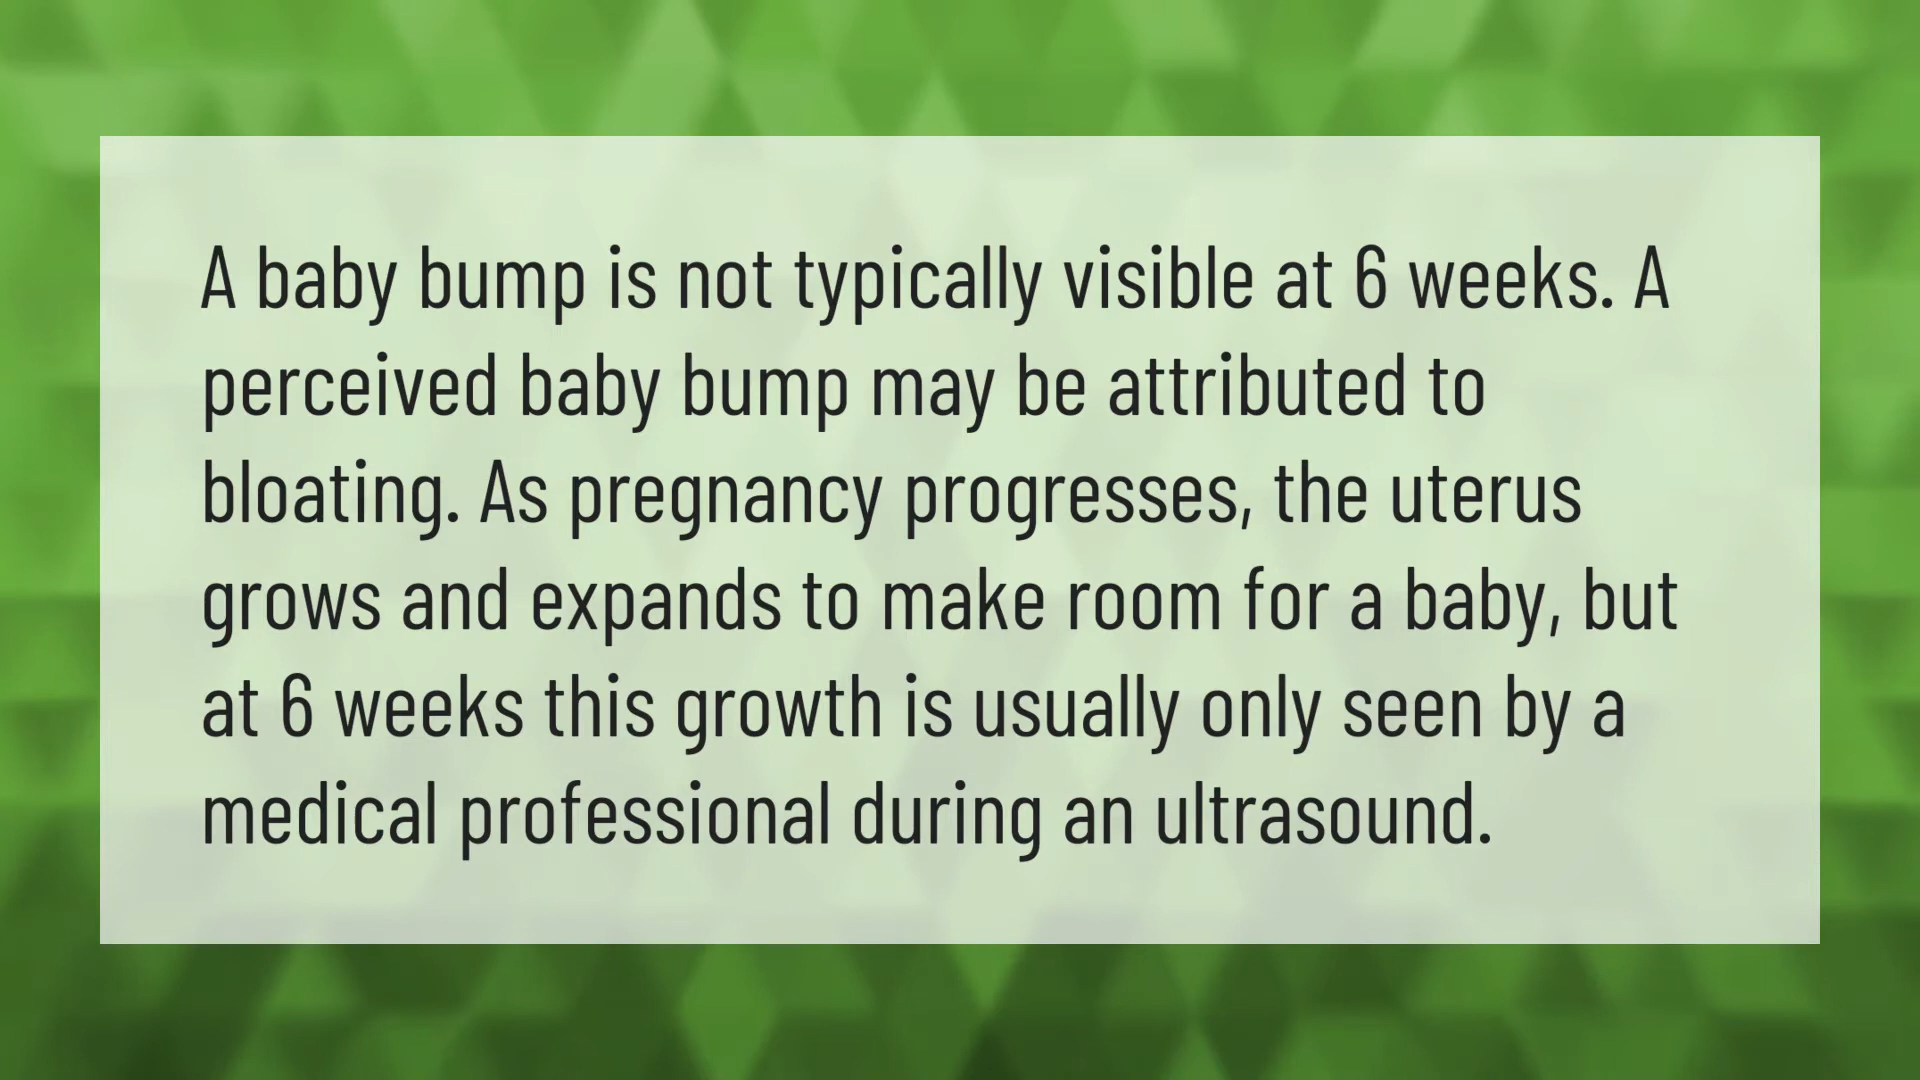 A baby bump is not typically visible at 6 weeks. A
perceived baby bump may be attributed to
bloating. As pregnancy progresses, the uterus
grows and expands to make room for a baby, but
at 6 weeks this growth is usually only seen by a
medical professional during an ultrasound.